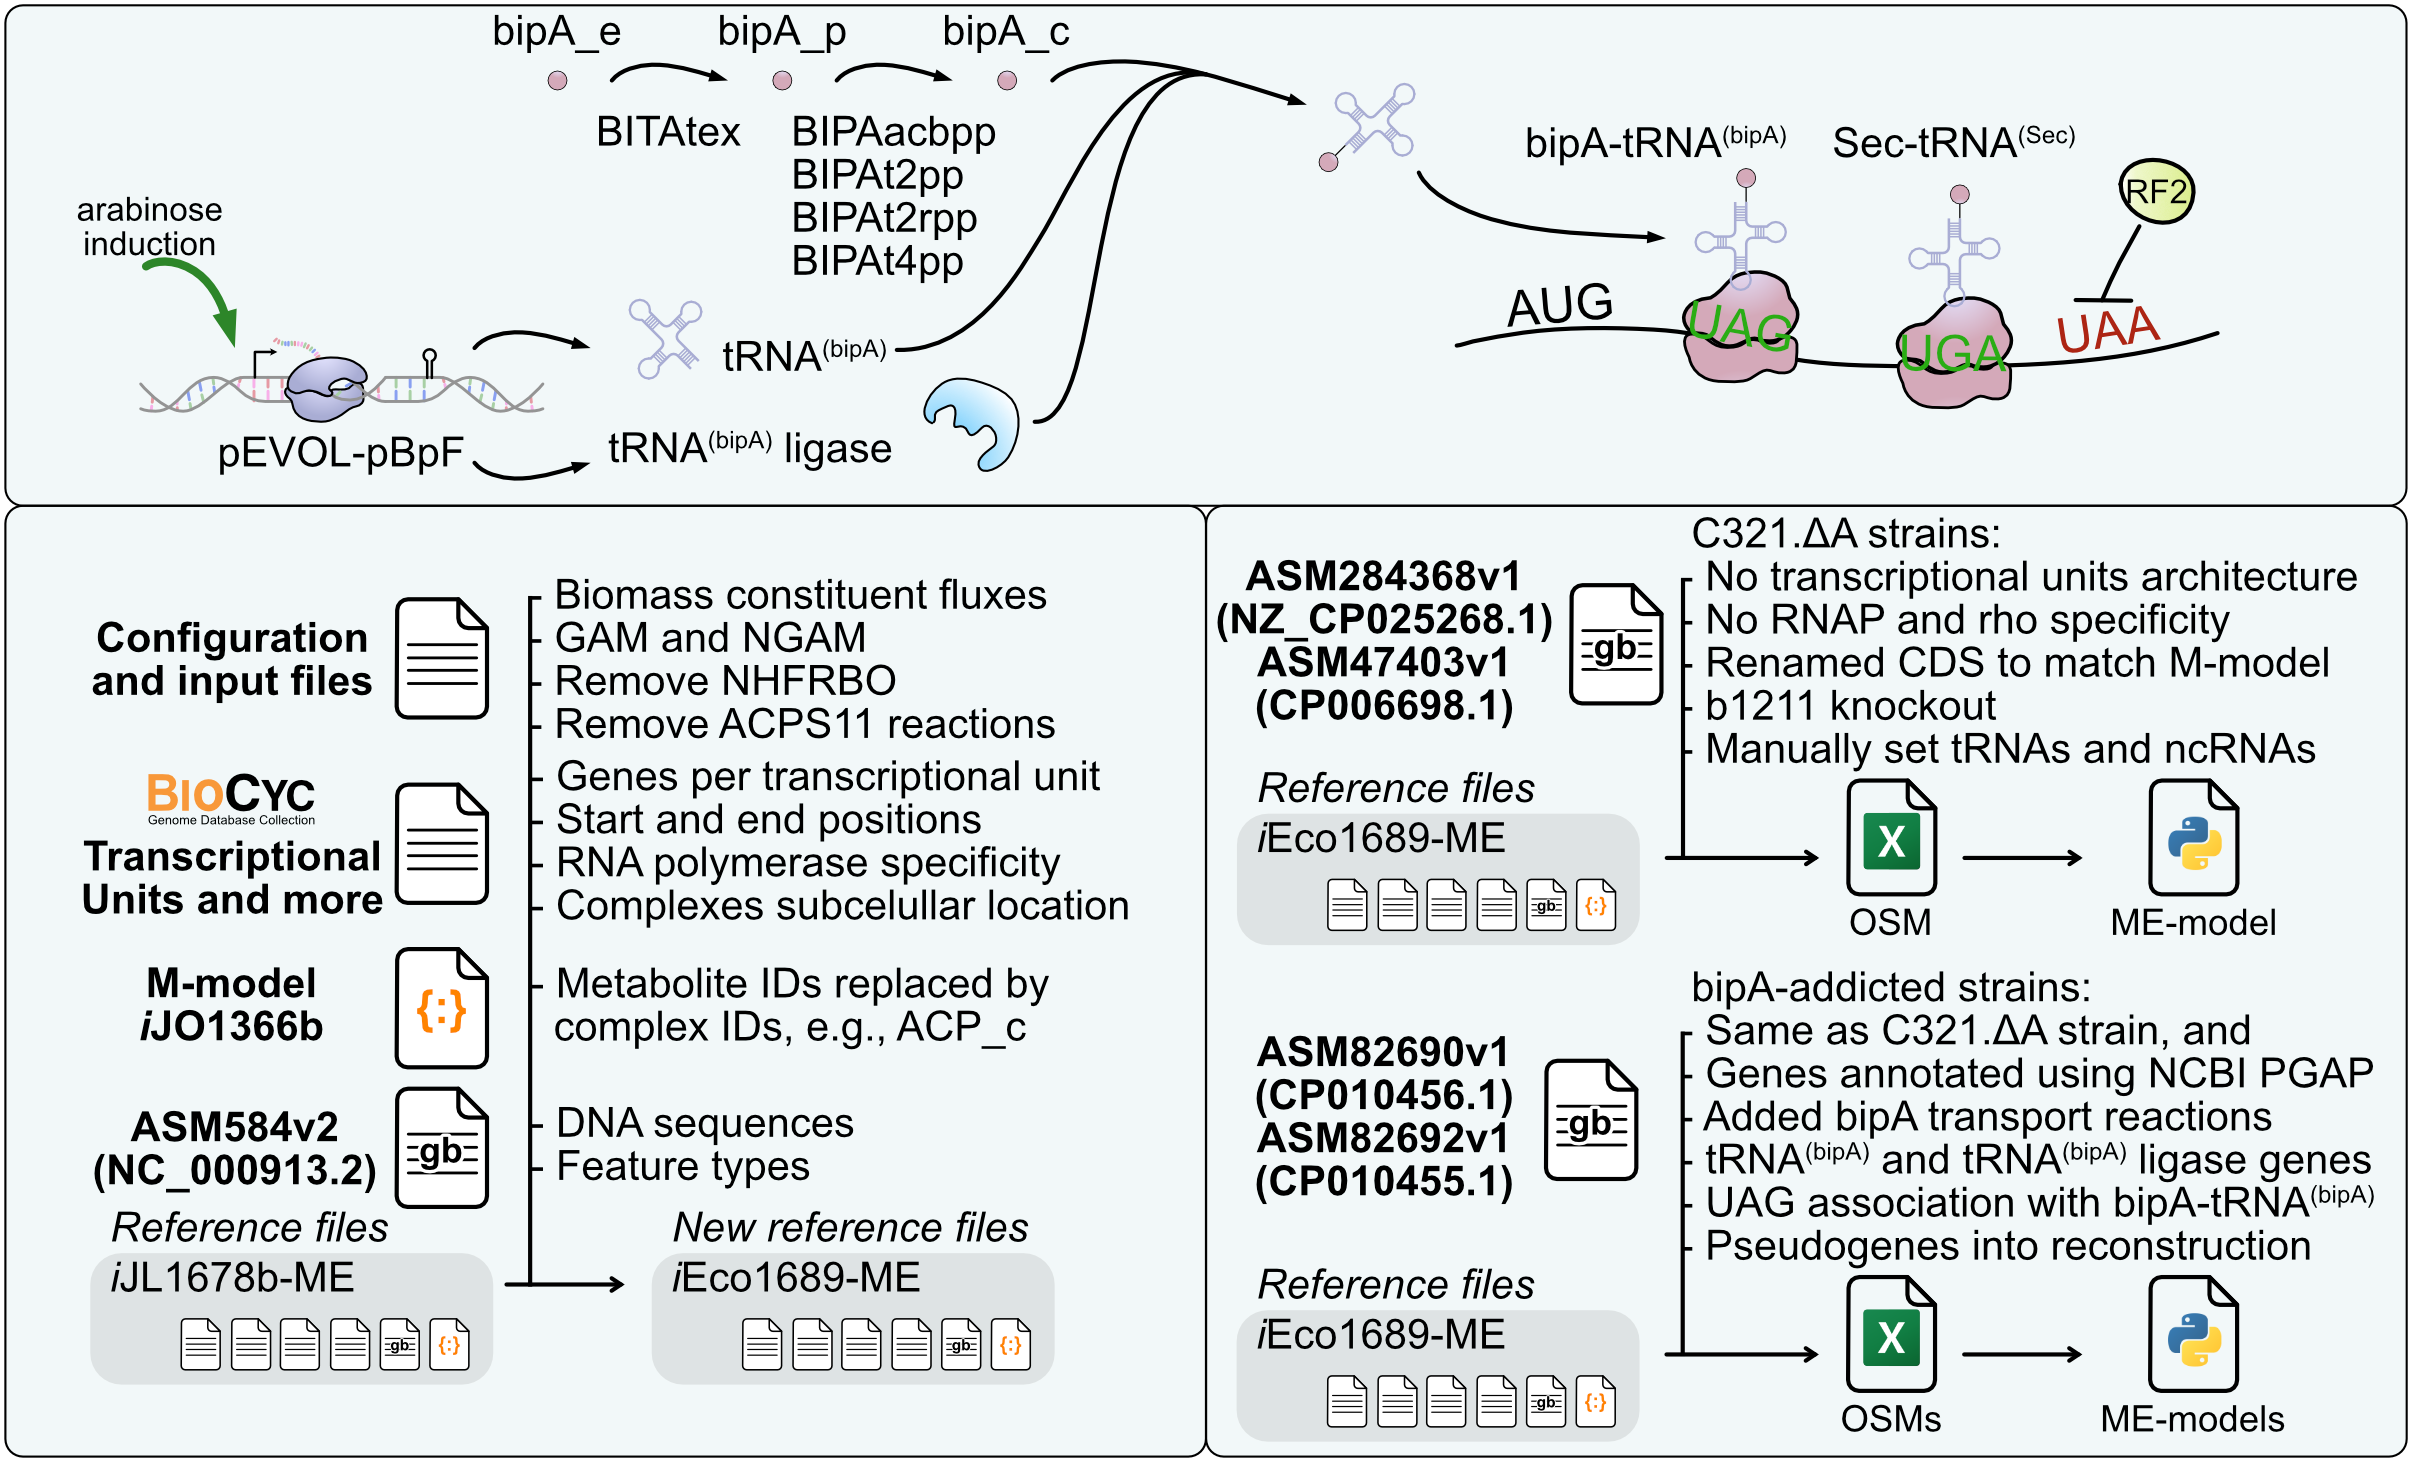 bipA_e
bipA_p
bipA_c
BITAtex
BIPAacbpp
BIPAt2pp
BIPAt2rpp
BIPAt4pp
arabinose
induction
pEVOL-pBpF
tRNA(bipA)
tRNA(bipA) ligase
bipA-tRNA(bipA)
Sec-tRNA(Sec)
RF2
AUG
UAG
UGA
UAA
Configuration
and input files
Biomass constituent fluxes
GAM and NGAM
Remove NHFRBO
Remove ACPS11 reactions
BIOCYC
Genome Database Collection
Transcriptional
Units and more
Genes per transcriptional unit
Start and end positions
RNA polymerase specificity
Complexes subcelullar location
M-model
iJO1366b
{:}
Metabolite IDs replaced by
complex IDs, e.g., ACP_c
ASM584v2
(NC_000913.2)
gb
DNA sequences
Feature types
Reference files
iJL1678b-ME
gb
{:}
New reference files
iEco1689-ME
gb
{:}
ASM284368v1
(NZ_CP025268.1)
ASM47403v1
(CP006698.1)
gb
C321.ΔA strains:
No transcriptional units architecture
No RNAP and rho specificity
Renamed CDS to match M-model
b1211 knockout
Manually set tRNAs and ncRNAs
Reference files
iEco1689-ME
gb
{:}
X
OSM
ME-model
ASM82690v1
(CP010456.1)
ASM82692v1
(CP010455.1)
gb
bipA-addicted strains:
Same as C321.ΔA strain, and
Genes annotated using NCBI PGAP
Added bipA transport reactions
tRNA(bipA) and tRNA(bipA) ligase genes
UAG association with bipA-tRNA(bipA)
Pseudogenes into reconstruction
Reference files
iEco1689-ME
gb
{:}
X
OSMs
ME-models